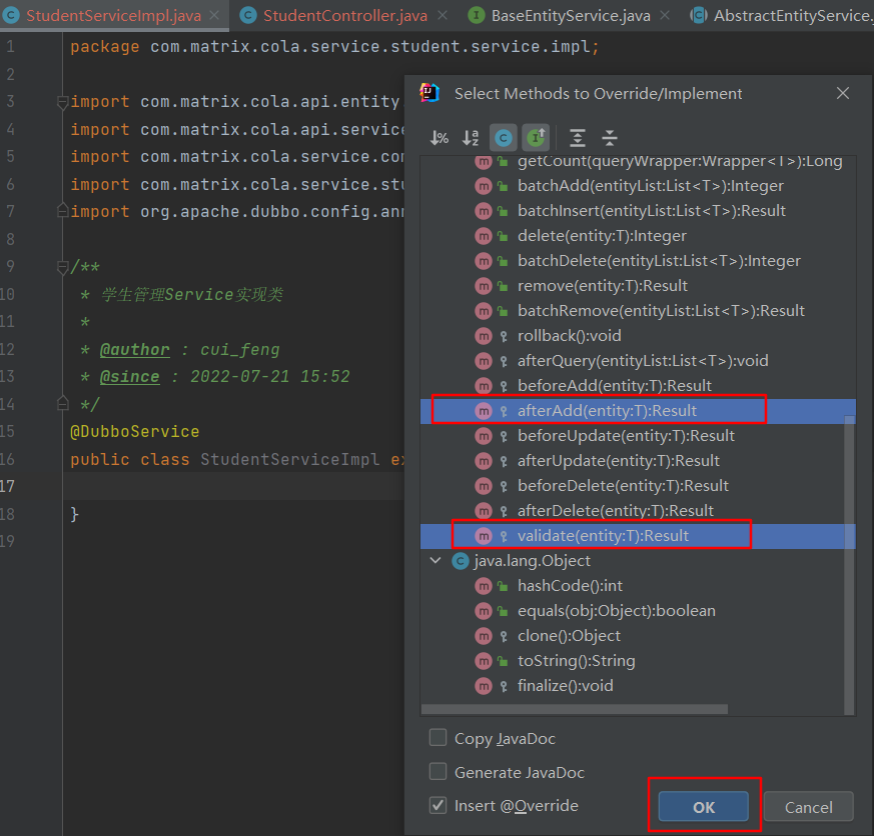 StudentServiceImpl.java
StudentController.java
BaseEntityService.java
AbstractEntityService.
1 package com.matrix.cola.service.student.service.impl;
2
3 import com.matrix.cola.api.entity
4 import com.matrix.cola.api.service
5 import com.matrix.cola.service.co
6 import com.matrix.cola.service.stu
7 import org.apache.dubbo.config.an
8
9 /**
10 * 学生管理Service实现类
11 *
12 * @author : cui_feng
13 * @since : 2022-07-21 15:52
14 */
15 @DubboService
16 public class StudentServiceImpl e
17
18 }
19
Select Methods to Override/Implement
getCount(queryWrapper:Wrapper<T>):Long
batchAdd(entityList:List<T>):Integer
batchInsert(entityList:List<T>):Result
delete(entity:T):Integer
batchDelete(entityList:List<T>):Integer
remove(entity:T):Result
batchRemove(entityList:List<T>):Result
rollback():void
afterQuery(entityList:List<T>):void
beforeAdd(entity:T):Result
afterAdd(entity:T):Result
beforeUpdate(entity:T):Result
afterUpdate(entity:T):Result
beforeDelete(entity:T):Result
afterDelete(entity:T):Result
validate(entity:T):Result
java.lang.Object
hashCode():int
equals(obj:Object):boolean
clone():Object
toString():String
finalize():void
Copy JavaDoc
Generate JavaDoc
Insert @Override
OK
Cancel